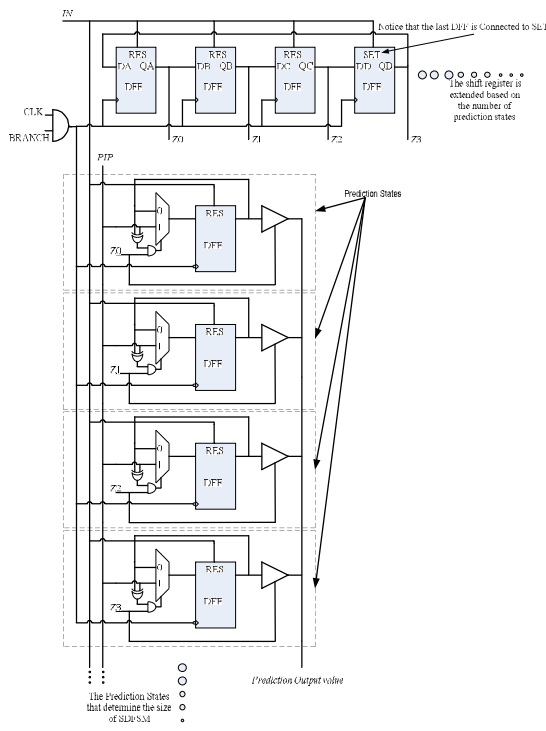 IN
Notice that the last DFF is Connected to SET
RES
RES
RES
SET
DA QA
DB QB
DC QC
DD QD
DFF
DFF
DFF
DFF
The shift register is
extended based on
the number of
prediction states
CLK
BRANCH
Z0
Z1
Z2
Z3
PIP
Prediction States
0
1
RES
DFF
Z0
0
1
RES
DFF
Z1
0
1
RES
DFF
Z2
0
1
RES
DFF
Z3
Prediction Output value
The Prediction States
that determine the size
of SDFSM